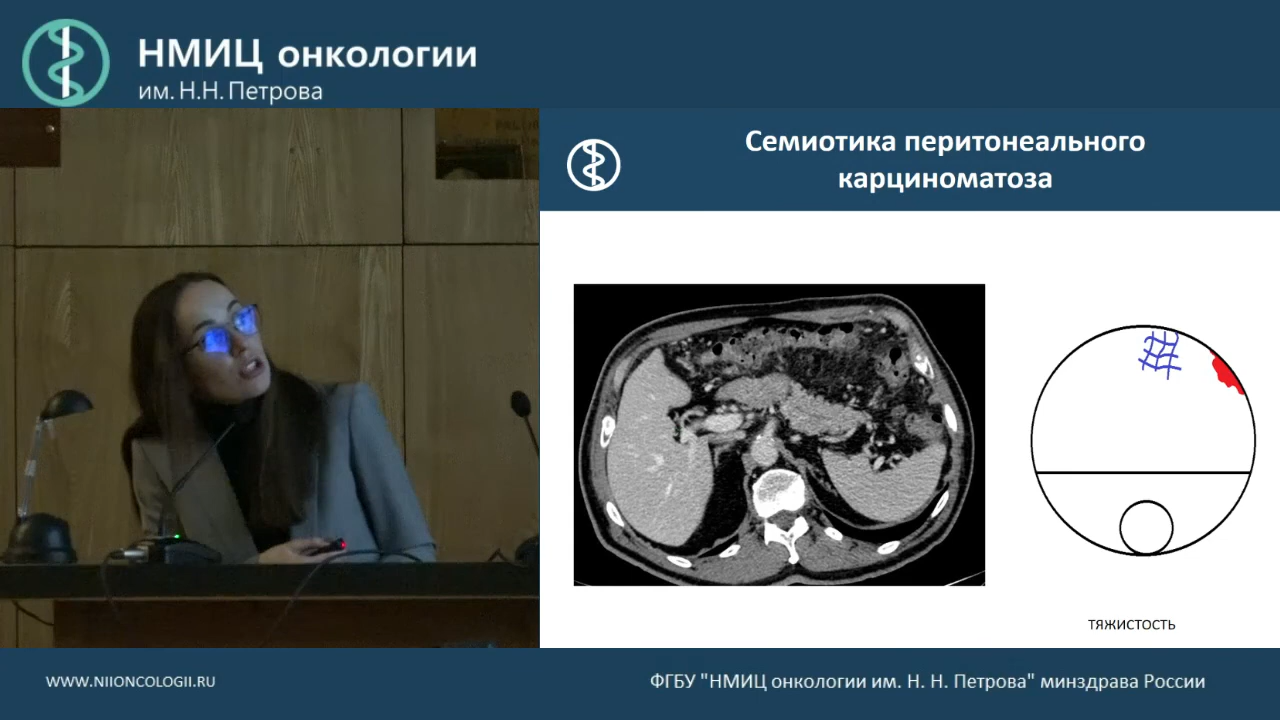 НМИЦ онкологии
им. Н.Н. Петрова
Семиотика перитонеального
карциноматоза
тяжистость
WWW.NIIONCOLOGII.RU
ФГБУ "НМИЦ онкологии им. Н. Н. Петрова" минздрава России